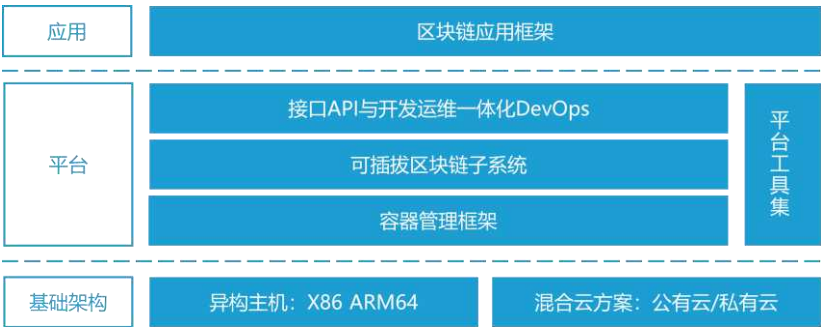 应用
区块链应用框架
平台
接口API与开发运维一体化DevOps
可插拔区块链子系统
容器管理框架
平台工具集
基础架构
异构主机：X86 ARM64
混合云方案：公有云/私有云